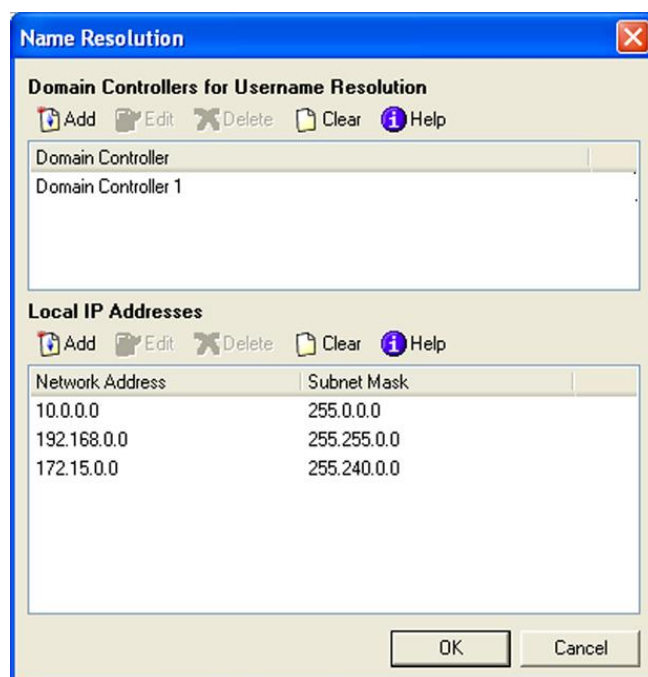 Name Resolution
Domain Controllers for Username Resolution
Add Edit Delete Clear Help
Domain Controller
Domain Controller 1
Local IP Addresses
Add Edit Delete Clear Help
Network Address Subnet Mask
10.0.0.0 255.0.0.0
192.168.0.0 255.255.0.0
172.15.0.0 255.240.0.0
OK Cancel